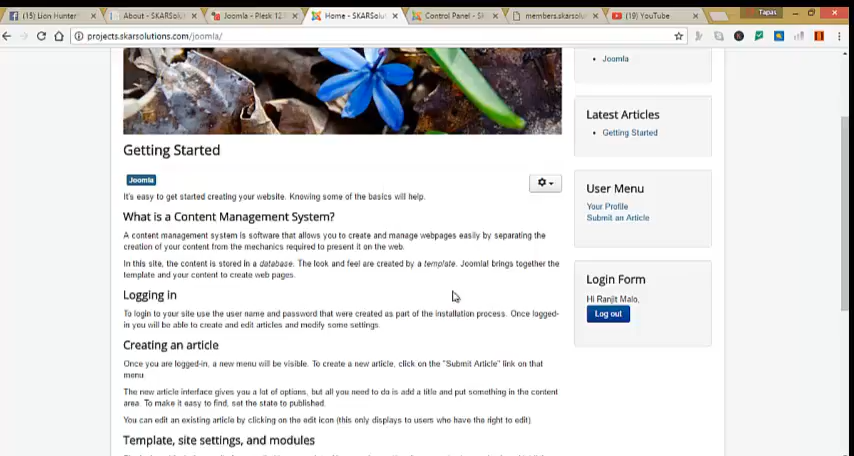 Tapas
(15) Lion Hunter
About - SKARSolut
Joomla - Plesk 12.
Home - SKARSolut
Control Panel - SK
members.skarsolution
(19) YouTube
projects.skarsolutions.com/joomla/
Joomla
Getting Started
Joomla
It's easy to get started creating your website. Knowing some of the basics will help.
What is a Content Management System?
A content management system is software that allows you to create and manage webpages easily by separating the
creation of your content from the mechanics required to present it on the web.
In this site, the content is stored in a database. The look and feel are created by a template. Joomla! brings together the
template and your content to create web pages.
Logging in
To login to your site use the user name and password that were created as part of the installation process. Once logged-
in you will be able to create and edit articles and modify some settings.
Creating an article
Once you are logged-in, a new menu will be visible. To create a new article, click on the "Submit Article" link on that
menu.
The new article interface gives you a lot of options, but all you need to do is add a title and put something in the content
area. To make it easy to find, set the state to published.
You can edit an existing article by clicking on the edit icon (this only displays to users who have the right to edit).
Template, site settings, and modules
Latest Articles
Getting Started
User Menu
Your Profile
Submit an Article
Login Form
Hi Ranjit Malo,
Log out